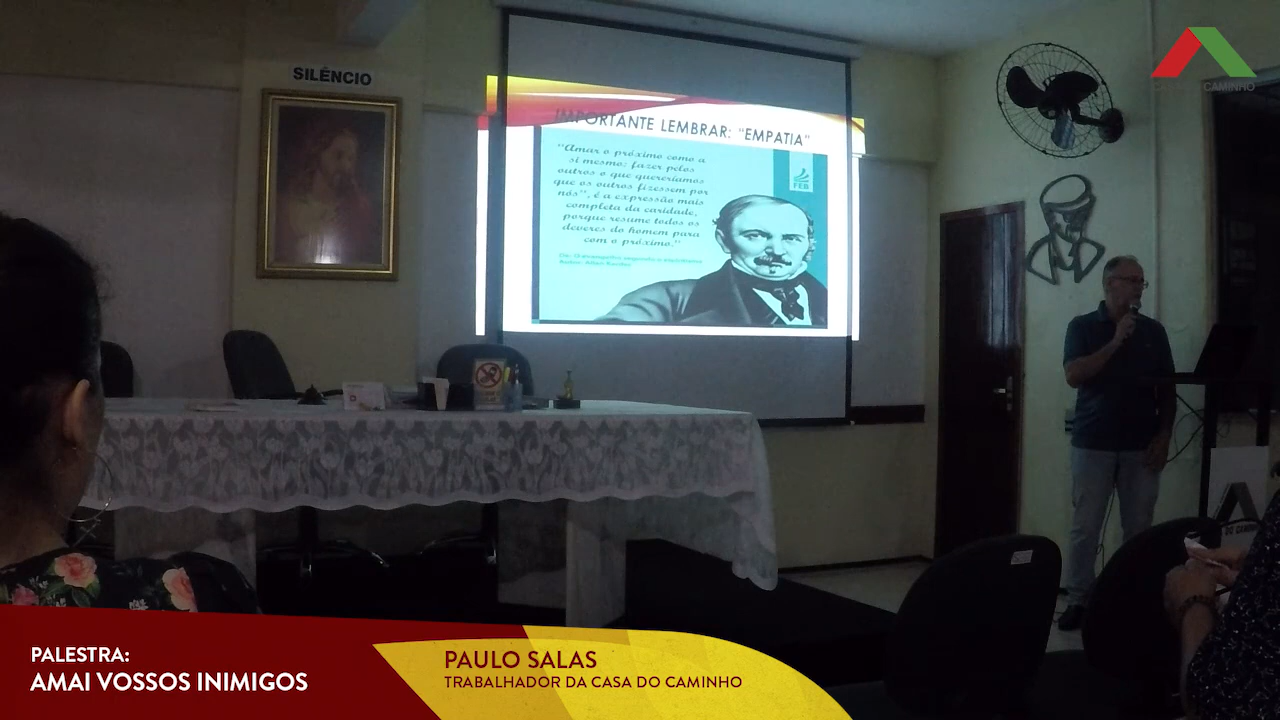 SILÊNCIO
CAMINHO
IMPORTANTE LEMBRAR: "EMPATIA"
"Amar o próximo como a
si mesmo: fazer pelos
outros o que quereríamos
que os outros fizessem por
nós", é a expressão mais
completa da caridade,
porque resume todos os
deveres do homem para
com o próximo."
FEB
DO CAMINHO
PALESTRA:
AMAI VOSSOS INIMIGOS
PAULO SALAS
TRABALHADOR DA CASA DO CAMINHO